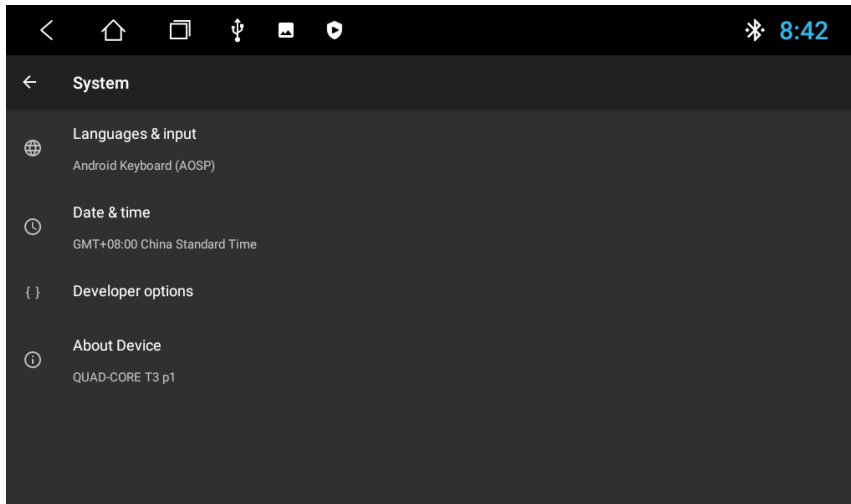 8:42
System
Languages & input
Android Keyboard (AOSP)
Date & time
GMT+08:00 China Standard Time
{ }
Developer options
About Device
QUAD-CORE T3 p1